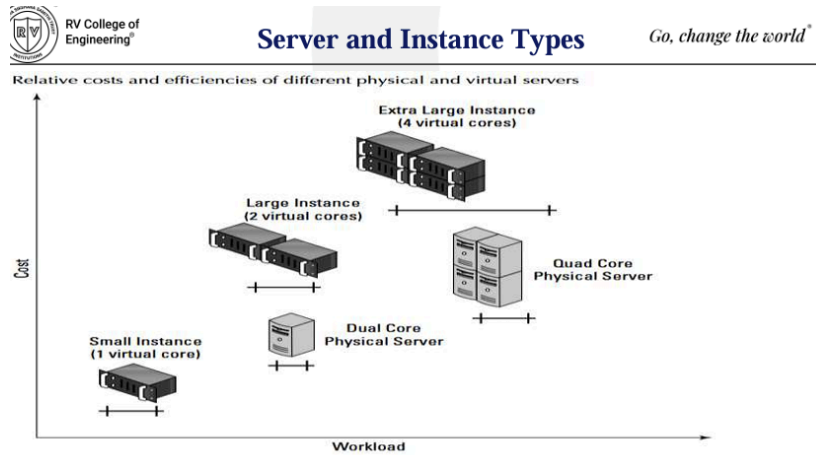 RV College of
Engineering®
Server and Instance Types
Go, change the world®
Relative costs and efficiencies of different physical and virtual servers
Extra Large Instance
(4 virtual cores)
Large Instance
(2 virtual cores)
Quad Core
Physical Server
Cost
Dual Core
Physical Server
Small Instance
(1 virtual core)
Workload